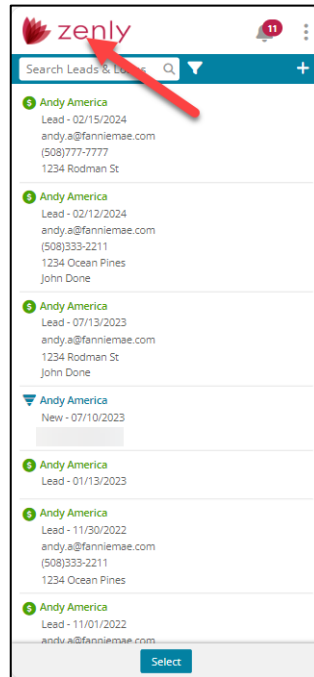 zenly
11
Search Leads & Lo
Andy America
Lead - 02/15/2024
andy.a@fanniemae.com
(508)777-7777
1234 Rodman St
Andy America
Lead - 02/12/2024
andy.a@fanniemae.com
(508)333-2211
1234 Ocean Pines
John Done
Andy America
Lead - 07/13/2023
andy.a@fanniemae.com
1234 Rodman St
John Done
Andy America
New - 07/10/2023
Andy America
Lead - 01/13/2023
Andy America
Lead - 11/30/2022
andy.a@fanniemae.com
(508)333-2211
1234 Ocean Pines
Andy America
Lead - 11/01/2022
andy.a@fanniemae.com
Select